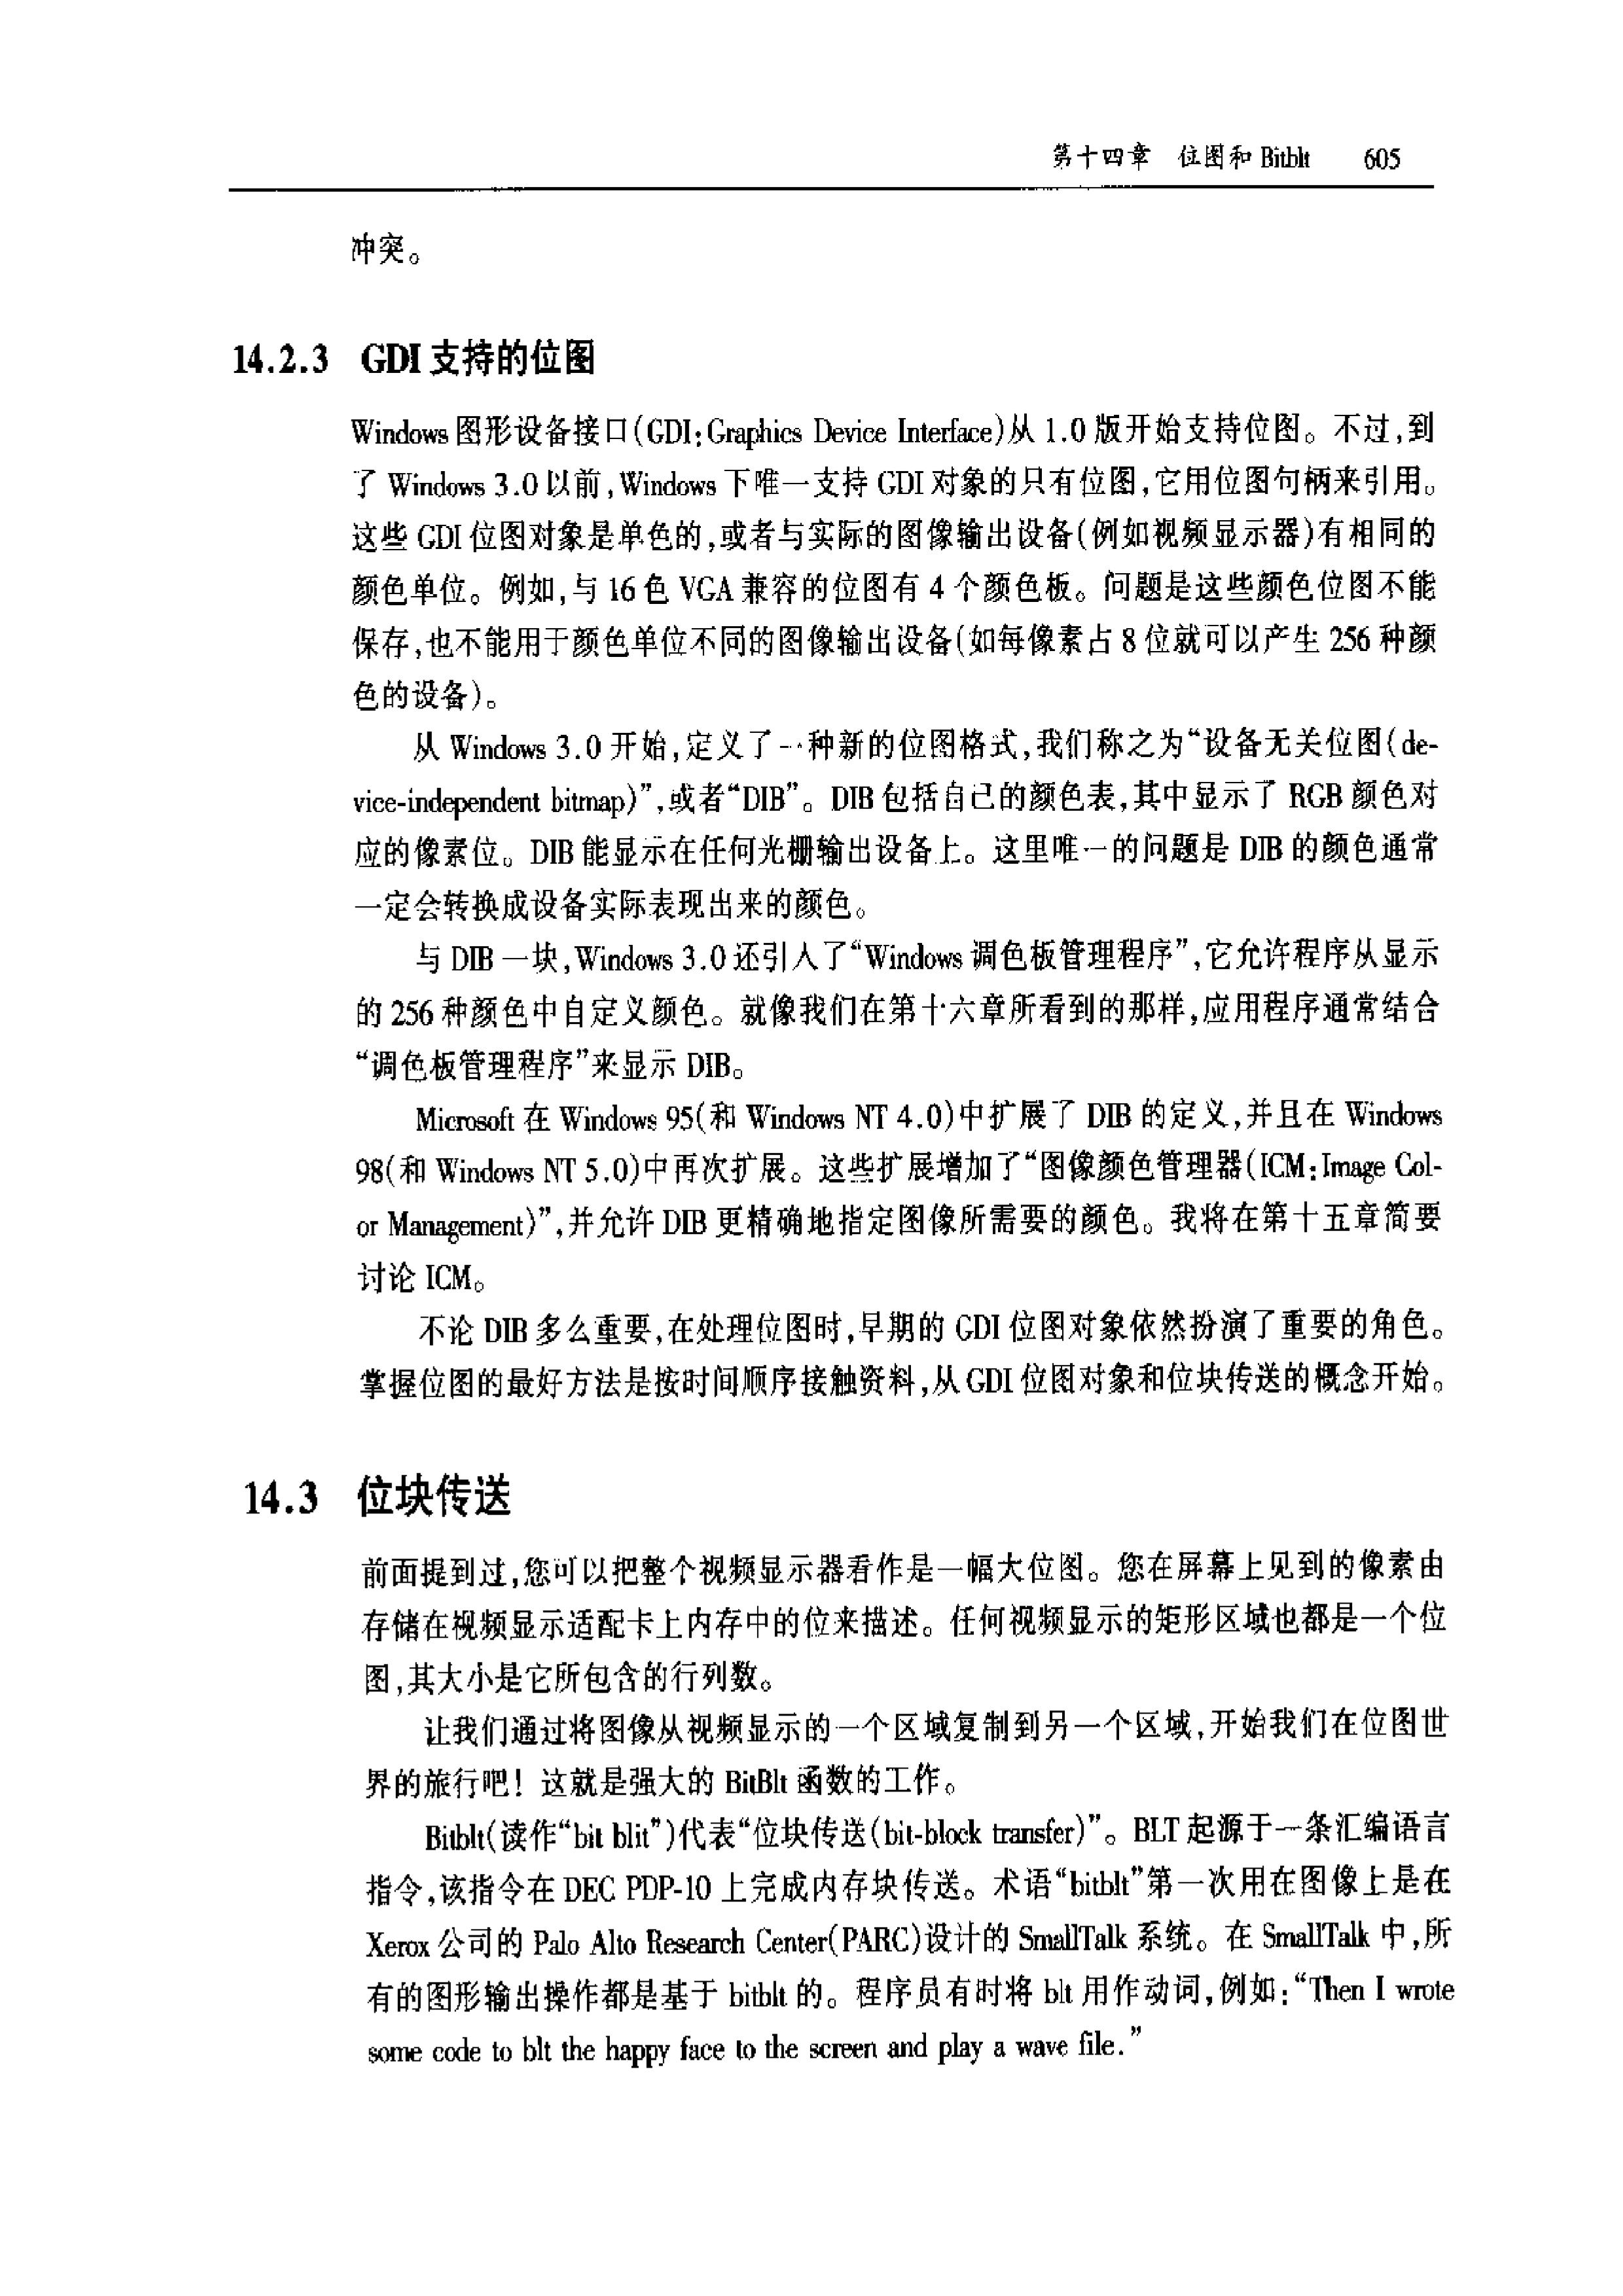 第十四章 位图和 Bitblt 605
冲突。
14.2.3 GDI 支持的位图
Windows 图形设备接口(GDI:Graphics Device Interface)从 1.0 版开始支持位图。不过,到
了 Windows 3.0 以前,Windows 下唯一支持 GDI 对象的只有位图,它用位图句柄来引用。
这些 GDI 位图对象是单色的,或者与实际的图像输出设备(例如视频显示器)有相同的
颜色单位。例如,与 16 色 VGA 兼容的位图有 4 个颜色板。问题是这些颜色位图不能
保存,也不能用于颜色单位不同的图像输出设备(如每像素占 8 位就可以产生 256 种颜
色的设备)。
从 Windows 3.0 开始,定义了一种新的位图格式,我们称之为“设备无关位图(de-
vice-independent bitmap)”,或者“DIB”。DIB 包括自己的颜色表,其中显示了 RGB 颜色对
应的像素位。DIB 能显示在任何光栅输出设备上。这里唯一的问题是 DIB 的颜色通常
一定会转换成设备实际表现出来的颜色。
与 DIB 一块,Windows 3.0 还引入了“Windows 调色板管理程序”,它允许程序从显示
的 256 种颜色中自定义颜色。就像我们在第十六章所看到的那样,应用程序通常结合
“调色板管理程序”来显示 DIB。
Microsoft 在 Windows 95(和 Windows NT 4.0)中扩展了 DIB 的定义,并且在 Windows
98(和 Windows NT 5.0)中再次扩展。这些扩展增加了“图像颜色管理器(ICM:Image Col-
or Management)”,并允许 DIB 更精确地指定图像所需要的颜色。我将在第十五章简要
讨论 ICM。
不论 DIB 多么重要,在处理位图时,早期的 GDI 位图对象依然扮演了重要的角色。
掌握位图的最好方法是按时间顺序接触资料,从 GDI 位图对象和位块传送的概念开始。
14.3 位块传送
前面提到过,您可以把整个视频显示器看作是一幅大位图。您在屏幕上见到的像素由
存储在视频显示适配卡上内存中的位来描述。任何视频显示的矩形区域也都是一个位
图,其大小是它所包含的行列数。
让我们通过将图像从视频显示的一个区域复制到另一个区域,开始我们在位图世
界的旅行吧! 这就是强大的 BitBlt 函数的工作。
Bitblt(读作“bit blit”)代表“位块传送(bit-block transfer)”。BLT 起源于一条汇编语言
指令,该指令在 DEC PDP-10 上完成内存块传送。术语“bitblt”第一次用在图像上是在
Xerox 公司的 Palo Alto Research Center(PARC)设计的 SmallTalk 系统。在 SmallTalk 中,所
有的图形输出操作都是基于 bitblt 的。程序员有时将 blt 用作动词,例如:“Then I wrote
some code to blt the happy face to the screen and play a wave file.”